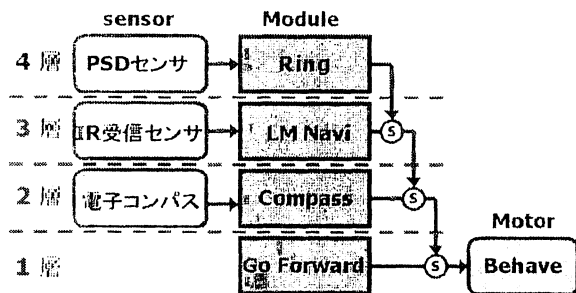 sensor Module
4 層 PSDセンサ Ring
S
3 層 IR受信センサ LM Navi
S
2 層 電子コンパス Compass
Motor
1 層 Go Forward S Behave